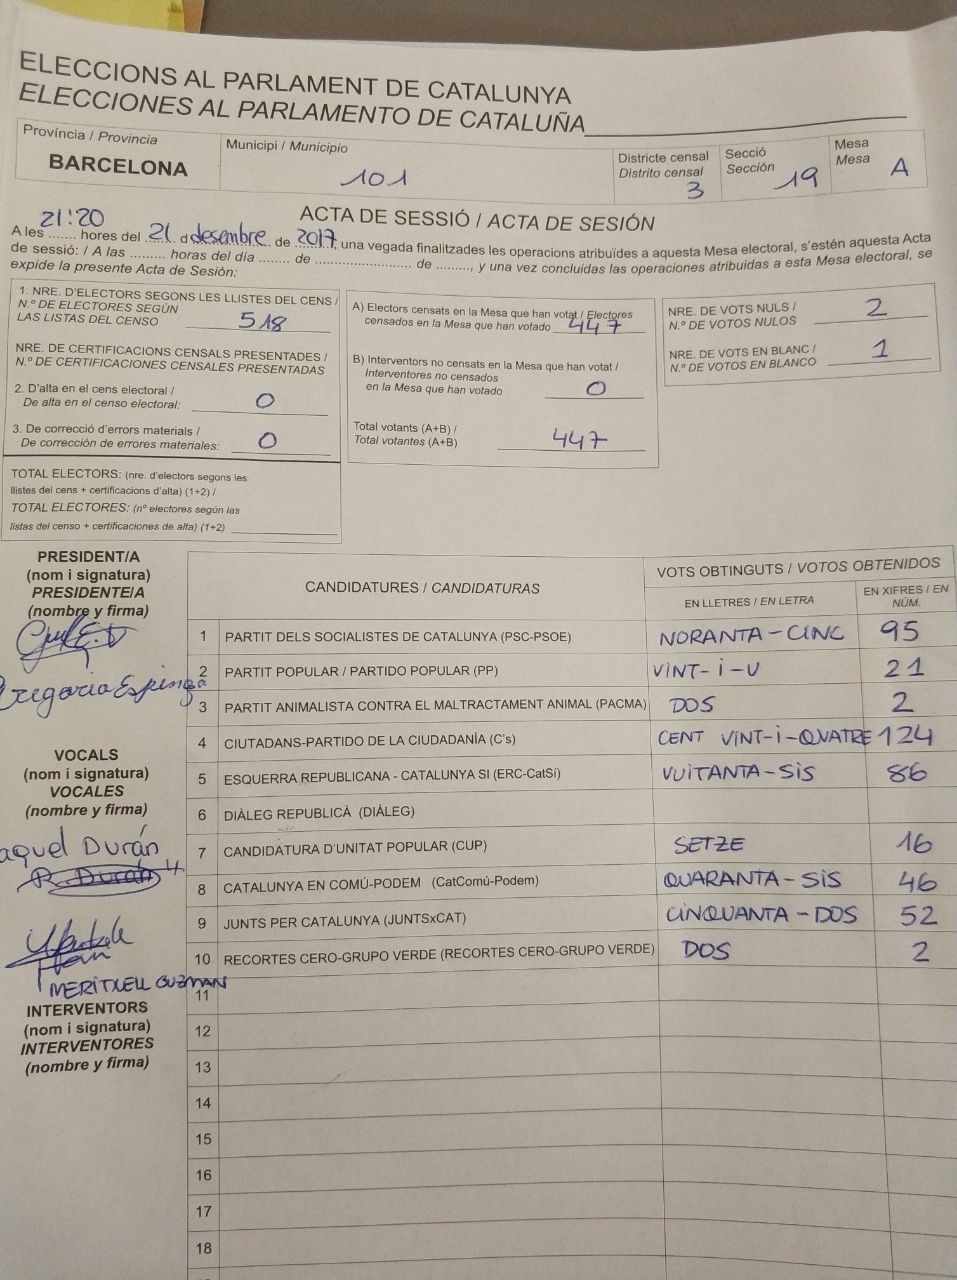 ELECCIONS AL PARLAMENT DE CATALUNYA
ELECCIONES AL PARLAMENTO DE CATALUÑA
Província / Provincia
BARCELONA
Municipi / Municipio
101
Districte censal
Distrito censal
3
Secció
Sección
19
Mesa
Mesa
A
ACTA DE SESSIÓ / ACTA DE SESIÓN
A les 21:20 hores del 21 d desembre de 2017, una vegada finalitzades les operacions atribuïdes a aquesta Mesa electoral, s'estén aquesta Acta
de sessió: / A las ......... horas del día ........ de ........................ de ........., y una vez concluidas las operaciones atribuidas a esta Mesa electoral, se
expide la presente Acta de Sesión:
1. NRE. D'ELECTORS SEGONS LES LLISTES DEL CENS /
N.º DE ELECTORES SEGÚN
LAS LISTAS DEL CENSO 518
NRE. DE CERTIFICACIONS CENSALS PRESENTADES /
N.º DE CERTIFICACIONES CENSALES PRESENTADAS
2. D'alta en el cens electoral /
De alta en el censo electoral: 0
3. De correcció d'errors materials /
De corrección de errores materiales: 0
TOTAL ELECTORS: (nre. d'electors segons les
llistes del cens + certificacions d'alta) (1+2) /
TOTAL ELECTORES: (nº electores según las
listas del censo + certificaciones de alta) (1+2)
A) Electors censats en la Mesa que han votat / Electores
censados en la Mesa que han votado 447
B) Interventors no censats en la Mesa que han votat /
Interventores no censados
en la Mesa que han votado 0
Total votants (A+B) /
Total votantes (A+B) 447
NRE. DE VOTS NULS /
N.º DE VOTOS NULOS 2
NRE. DE VOTS EN BLANC /
N.º DE VOTOS EN BLANCO 1
PRESIDENT/A
(nom i signatura)
PRESIDENTE/A
(nombre y firma)
Gregorio Espinosa
VOCALS
(nom i signatura)
VOCALES
(nombre y firma)
aquel Durán
R. Durán
MERITXELL GUZMAN
INTERVENTORS
(nom i signatura)
INTERVENTORES
(nombre y firma)
CANDIDATURES / CANDIDATURAS
VOTS OBTINGUTS / VOTOS OBTENIDOS
EN LLETRES / EN LETRA
EN XIFRES / EN
NÚM.
1 PARTIT DELS SOCIALISTES DE CATALUNYA (PSC-PSOE) NORANTA-CINC 95
2 PARTIT POPULAR / PARTIDO POPULAR (PP) VINT-i-U 21
3 PARTIT ANIMALISTA CONTRA EL MALTRACTAMENT ANIMAL (PACMA) DOS 2
4 CIUTADANS-PARTIDO DE LA CIUDADANÍA (C's) CENT VINT-i-QUATRE 124
5 ESQUERRA REPUBLICANA - CATALUNYA SI (ERC-CatSí) VUITANTA-SIS 86
6 DIÀLEG REPUBLICÀ (DIÀLEG)
7 CANDIDATURA D'UNITAT POPULAR (CUP) SETZE 16
8 CATALUNYA EN COMÚ-PODEM (CatComú-Podem) QUARANTA-SIS 46
9 JUNTS PER CATALUNYA (JUNTSxCAT) CINQUANTA-DOS 52
10 RECORTES CERO-GRUPO VERDE (RECORTES CERO-GRUPO VERDE) DOS 2
11
12
13
14
15
16
17
18